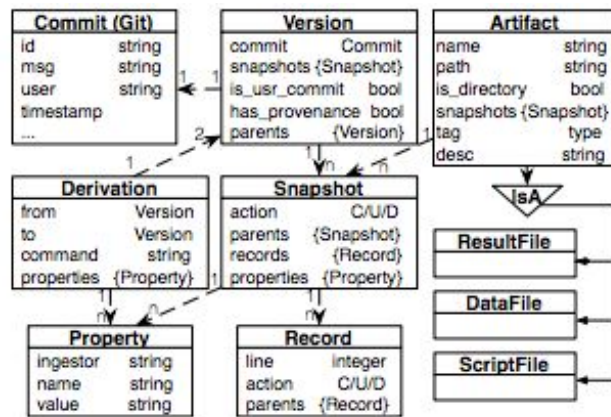 Commit (Git)
id string
msg string
user string
timestamp
...
Version
commit Commit
snapshots {Snapshot}
is_usr_commit bool
has_provenance bool
parents {Version}
Artifact
name string
path string
is_directory bool
snapshots {Snapshot}
tag type
desc string
1
1
1
2
1
n
1
n
Derivation
from Version
to Version
command string
properties {Property}
Snapshot
action C/U/D
parents {Snapshot}
records {Record}
properties {Property}
IsA
ResultFile
DataFile
ScriptFile
1
n
1
n
1
n
Property
ingestor string
name string
value string
Record
line integer
action C/U/D
parents {Record}